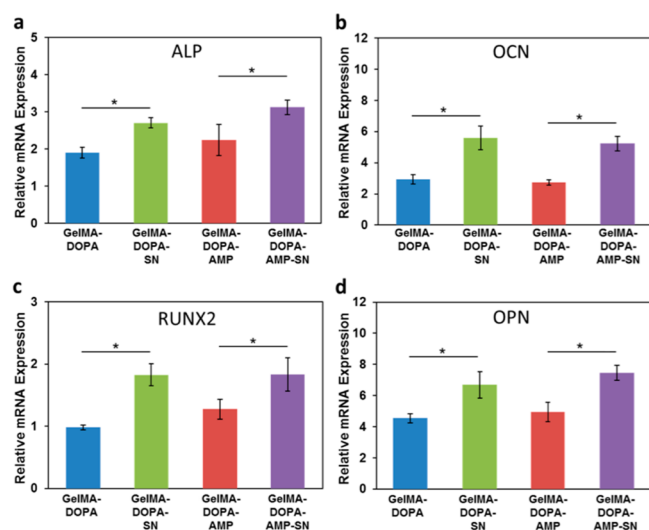 a
ALP
Relative mRNA Expression
5
4
3
2
1
0
*
*
GelMA-
DOPA
GelMA-
DOPA-
SN
GelMA-
DOPA-
AMP
GelMA-
DOPA-
AMP-SN
b
OCN
Relative mRNA Expression
12
10
8
6
4
2
0
*
*
GelMA-
DOPA
GelMA-
DOPA-
SN
GelMA-
DOPA-
AMP
GelMA-
DOPA-
AMP-SN
c
RUNX2
Relative mRNA Expression
3
2
1
0
*
*
GelMA-
DOPA
GelMA-
DOPA-
SN
GelMA-
DOPA-
AMP
GelMA-
DOPA-
AMP-SN
d
OPN
Relative mRNA Expression
12
10
8
6
4
2
0
*
*
GelMA-
DOPA
GelMA-
DOPA-
SN
GelMA-
DOPA-
AMP
GelMA-
DOPA-
AMP-SN